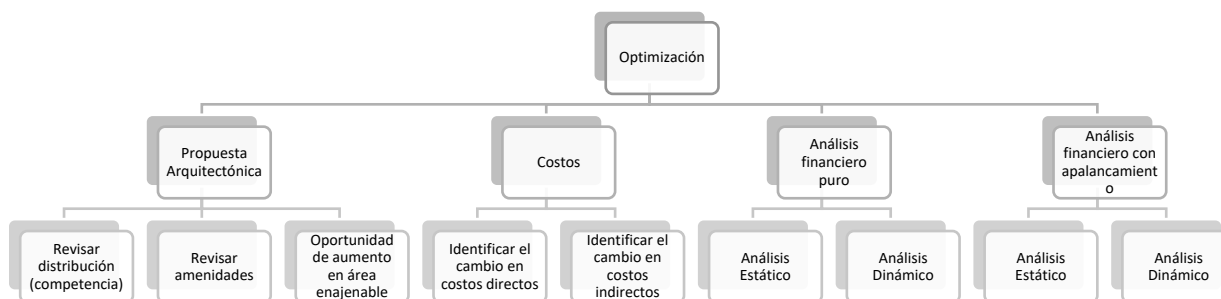 Optimización
Propuesta
Arquitectónica
Costos
Análisis
financiero
puro
Análisis
financiero con
apalancamient
o
Revisar
distribución
(competencia)
Revisar
amenidades
Oportunidad
de aumento
en área
enajenable
Identificar el
cambio en
costos directos
Identificar el
cambio en
costos
indirectos
Análisis
Estático
Análisis
Dinámico
Análisis
Estático
Análisis
Dinámico